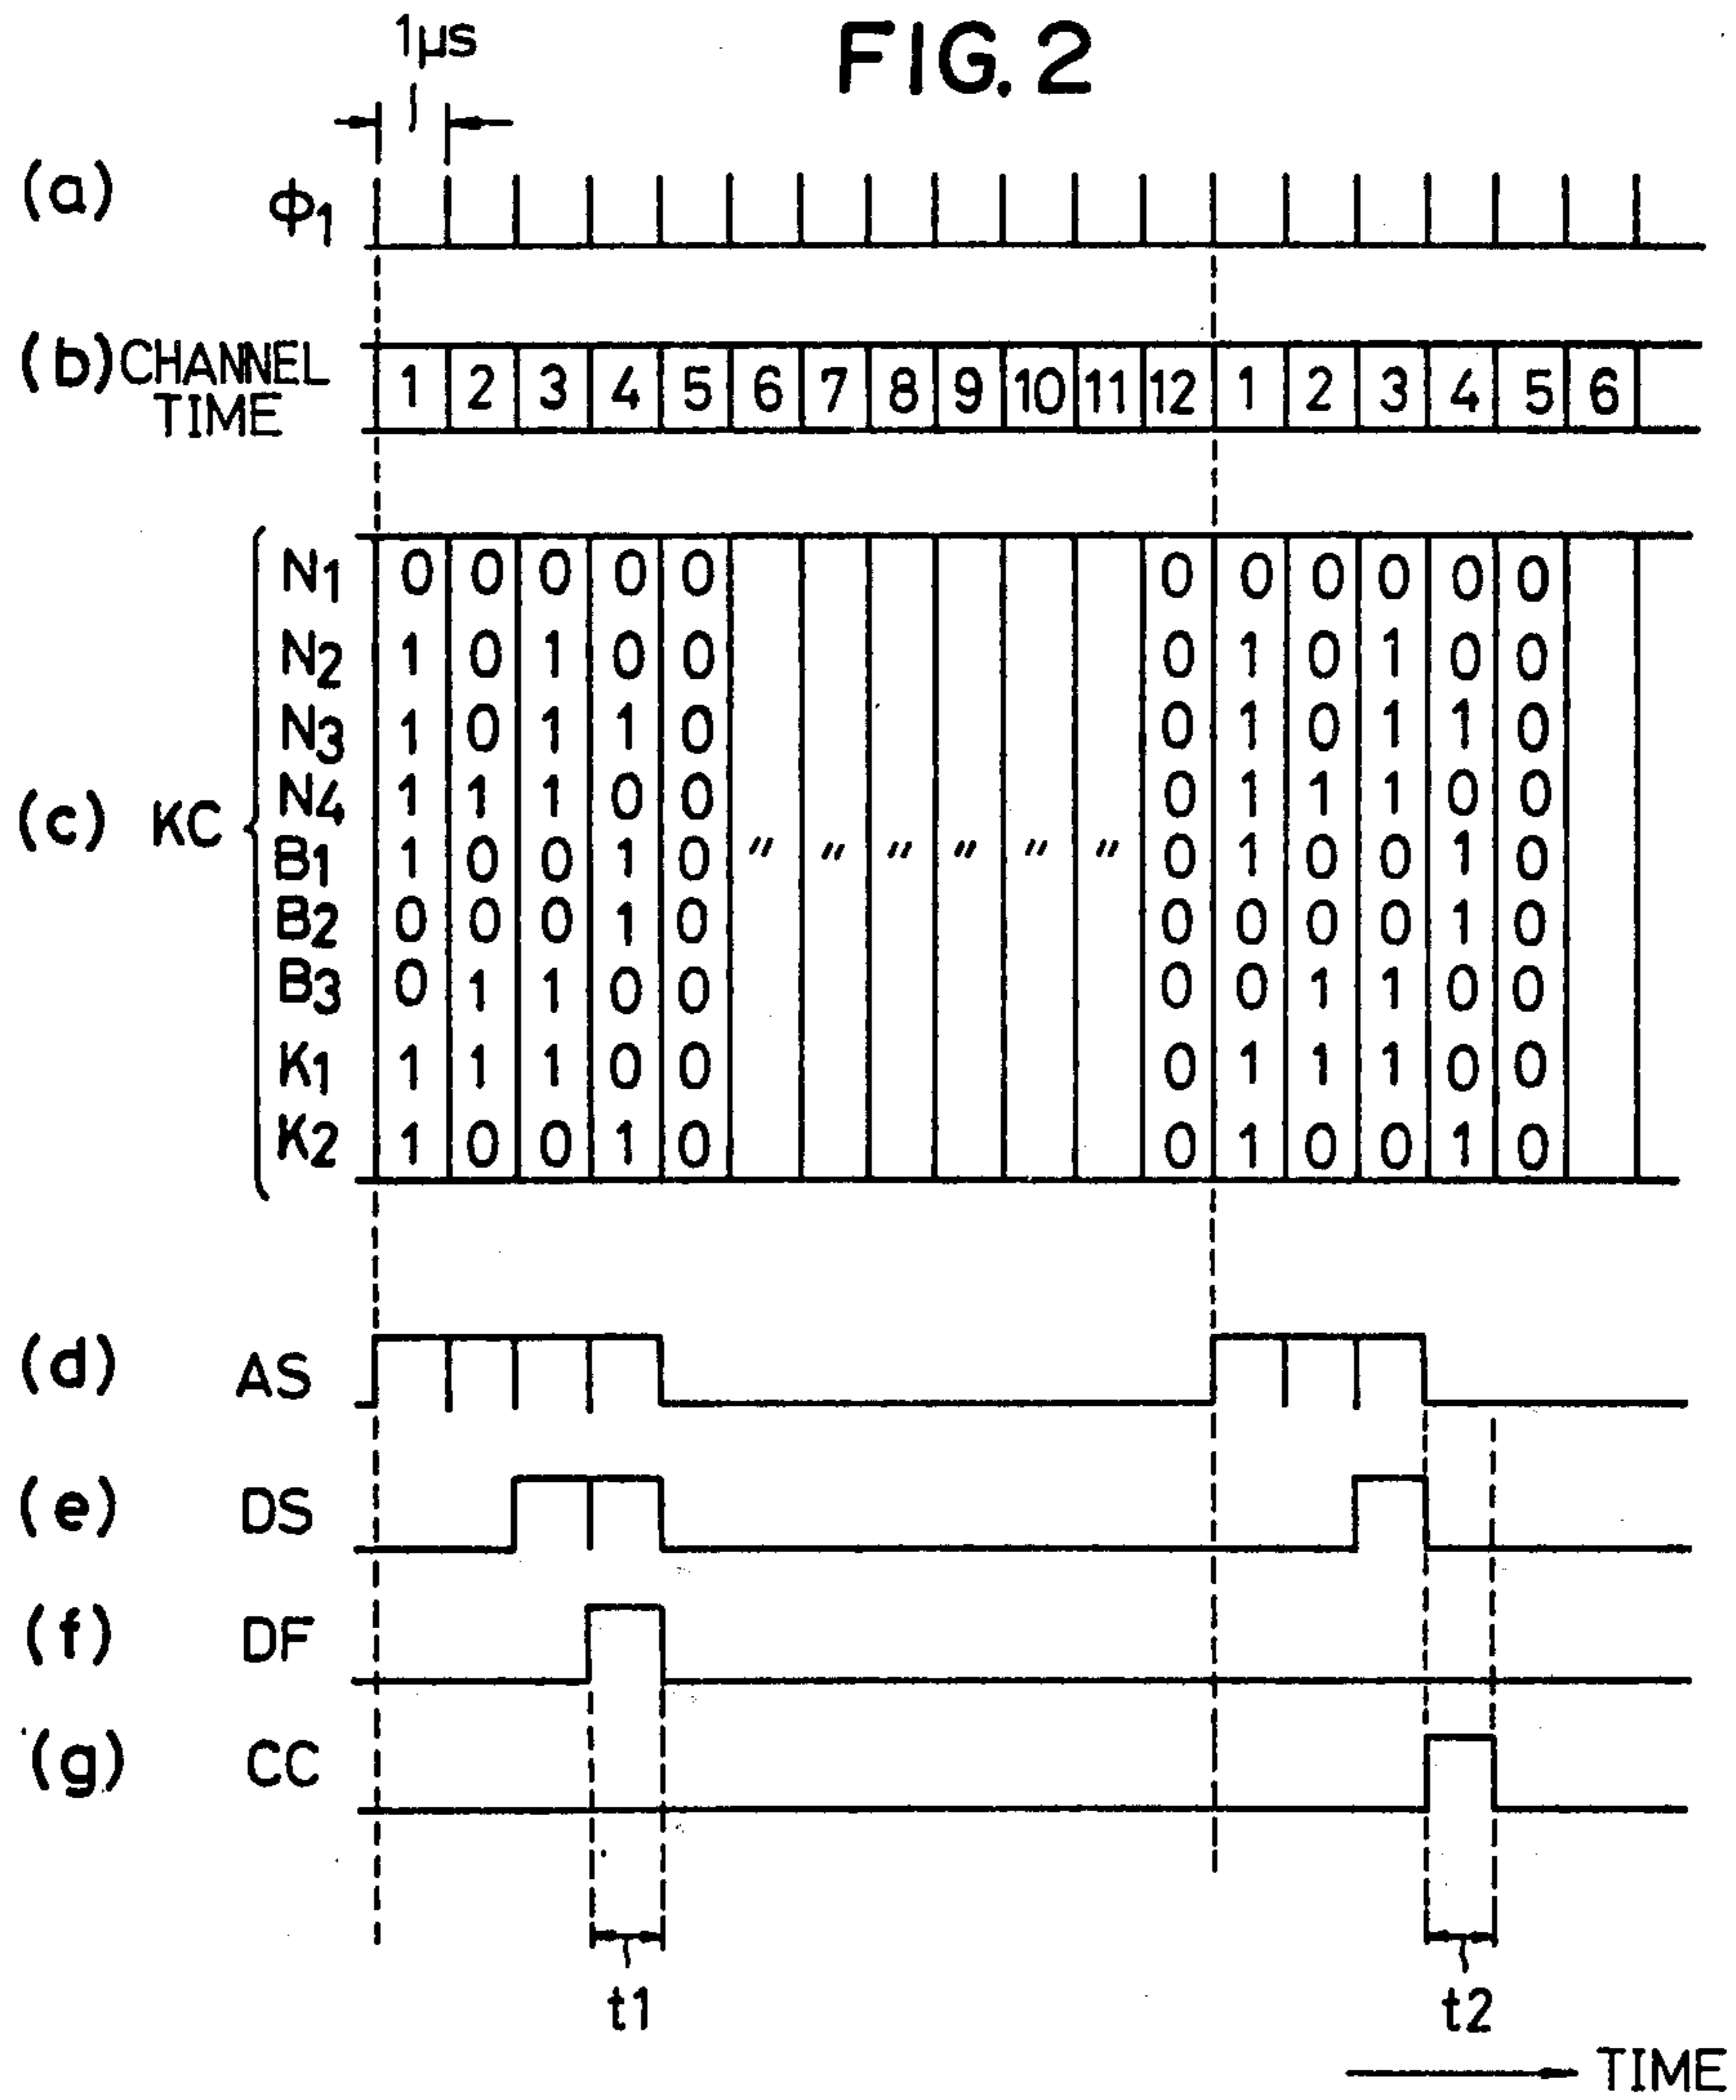 FIG. 2
1μs
(a) ϕ1
(b) CHANNEL TIME 1 2 3 4 5 6 7 8 9 10 11 12 1 2 3 4 5 6
(c) KC
N1 0 0 0 0 0 0 0 0 0 0 0
N2 1 0 1 0 0 0 1 0 1 0 0
N3 1 0 1 1 0 0 1 0 1 1 0
N4 1 1 1 0 0 0 1 1 1 0 0
B1 1 0 0 1 0 〃 〃 〃 〃 〃 〃 0 1 0 0 1 0
B2 0 0 0 1 0 0 0 0 0 1 0
B3 0 1 1 0 0 0 0 1 1 0 0
K1 1 1 1 0 0 0 1 1 1 0 0
K2 1 0 0 1 0 0 1 0 0 1 0
(d) AS
(e) DS
(f) DF
(g) CC
t1 t2
TIME